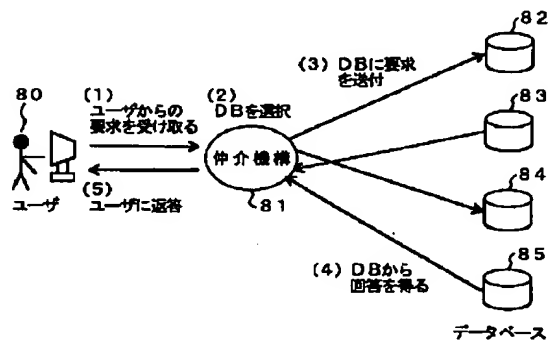 82
(3) DBに要求
を送付
80
(1)
ユーザからの
要求を受け取る
(2)
DBを選択
83
仲介機構
84
(5)
ユーザに返答
ユーザ
81
85
(4) DBから
回答を得る
データベース